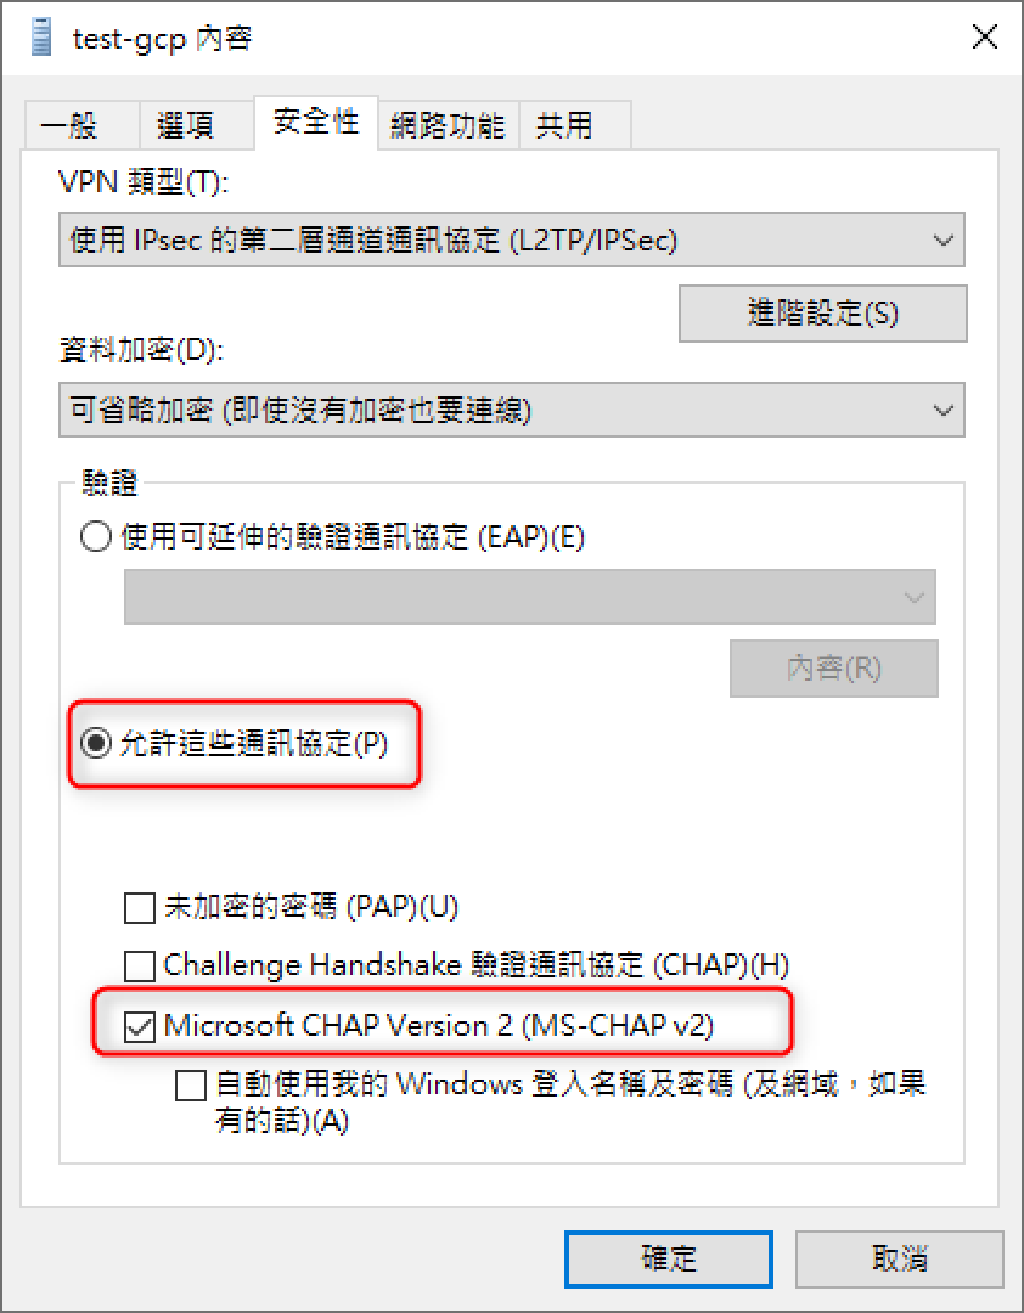 test-gcp 內容
一般 選項 安全性 網路功能 共用
VPN 類型(T):
使用 IPsec 的第二層通道通訊協定 (L2TP/IPSec)
進階設定(S)
資料加密(D):
可省略加密 (即使沒有加密也要連線)
驗證
使用可延伸的驗證通訊協定 (EAP)(E)
內容(R)
允許這些通訊協定(P)
未加密的密碼 (PAP)(U)
Challenge Handshake 驗證通訊協定 (CHAP)(H)
Microsoft CHAP Version 2 (MS-CHAP v2)
自動使用我的 Windows 登入名稱及密碼 (及網域，如果
有的話)(A)
確定 取消